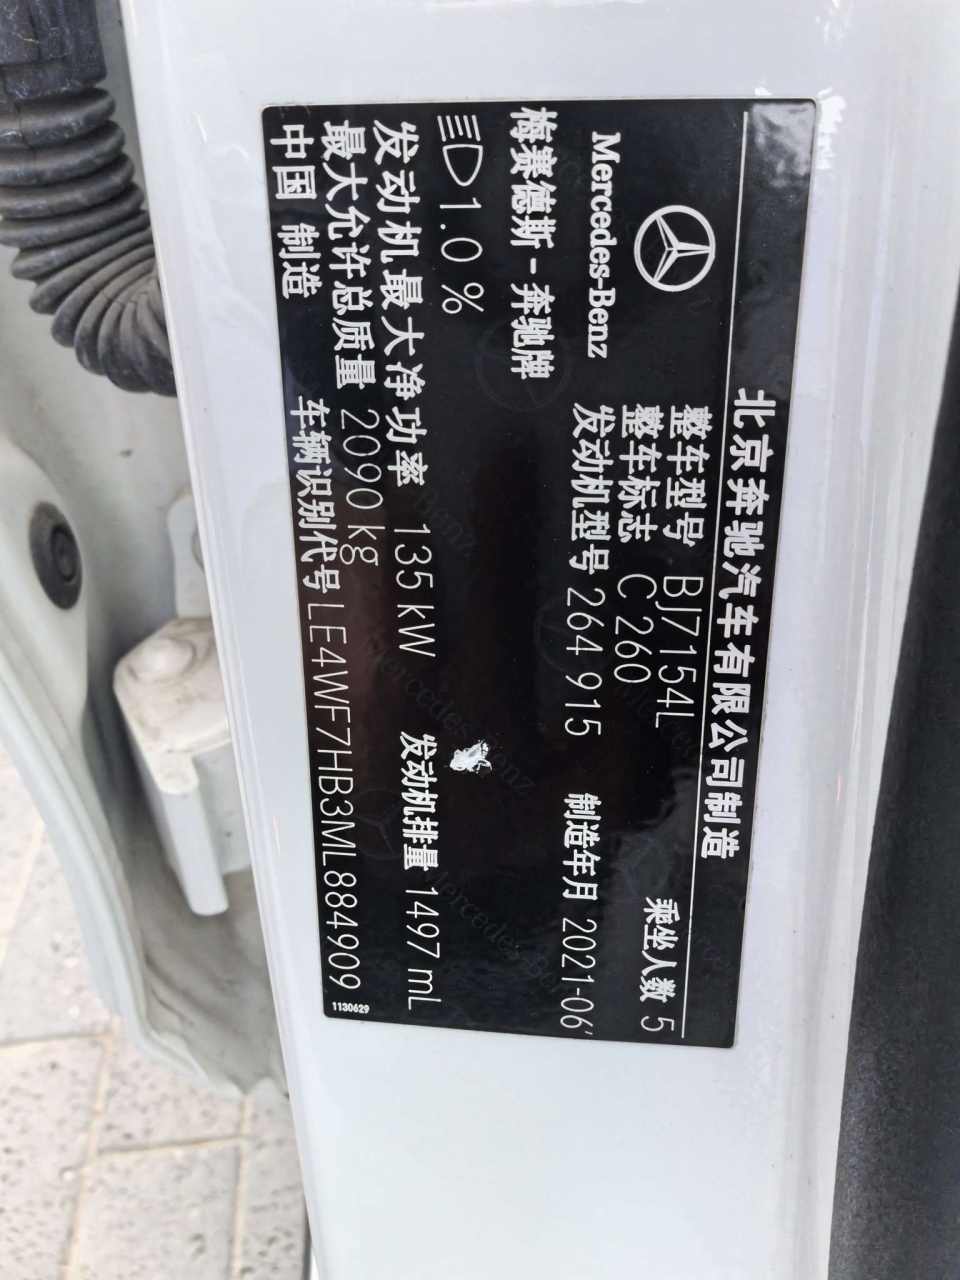 北京奔驰汽车有限公司制造
Mercedes-Benz
整车型号 BJ7154L
乘坐人数 5
整车标志 C 260
梅赛德斯-奔驰牌
发动机型号 264 915
制造年月 2021-06
1.0 %
发动机最大净功率 135 kW
发动机排量 1497 mL
最大允许总质量 2090 kg
中国 制造
车辆识别代号 LE4WF7HB3ML884909
1130629